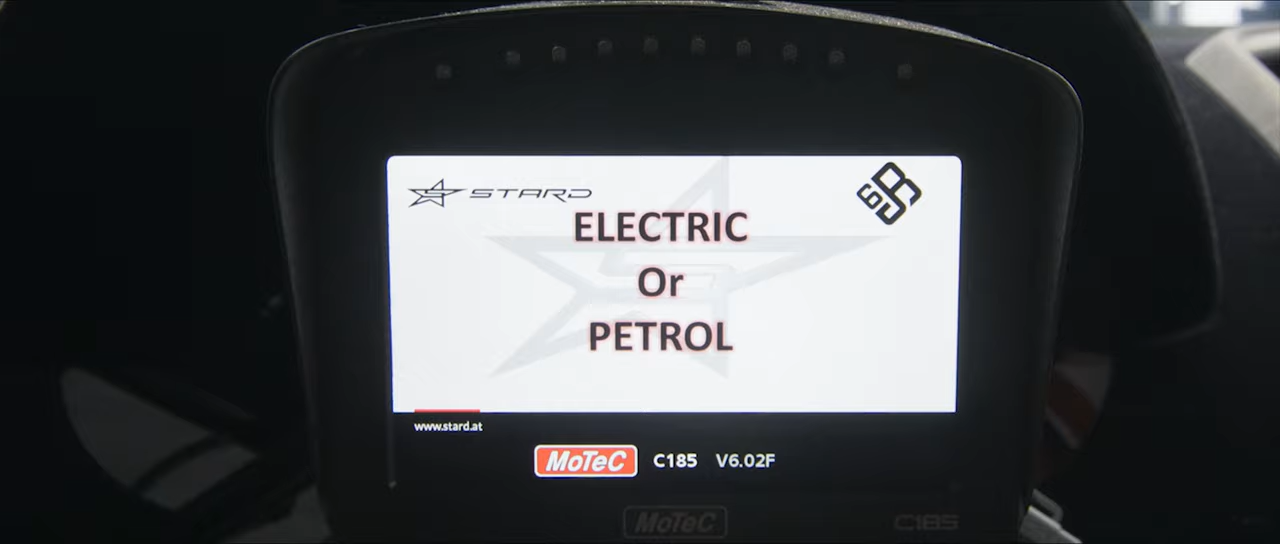 STARD
ELECTRIC
Or
PETROL
www.stard.at
MoTeC C185 V6.02F
MoTeC C185